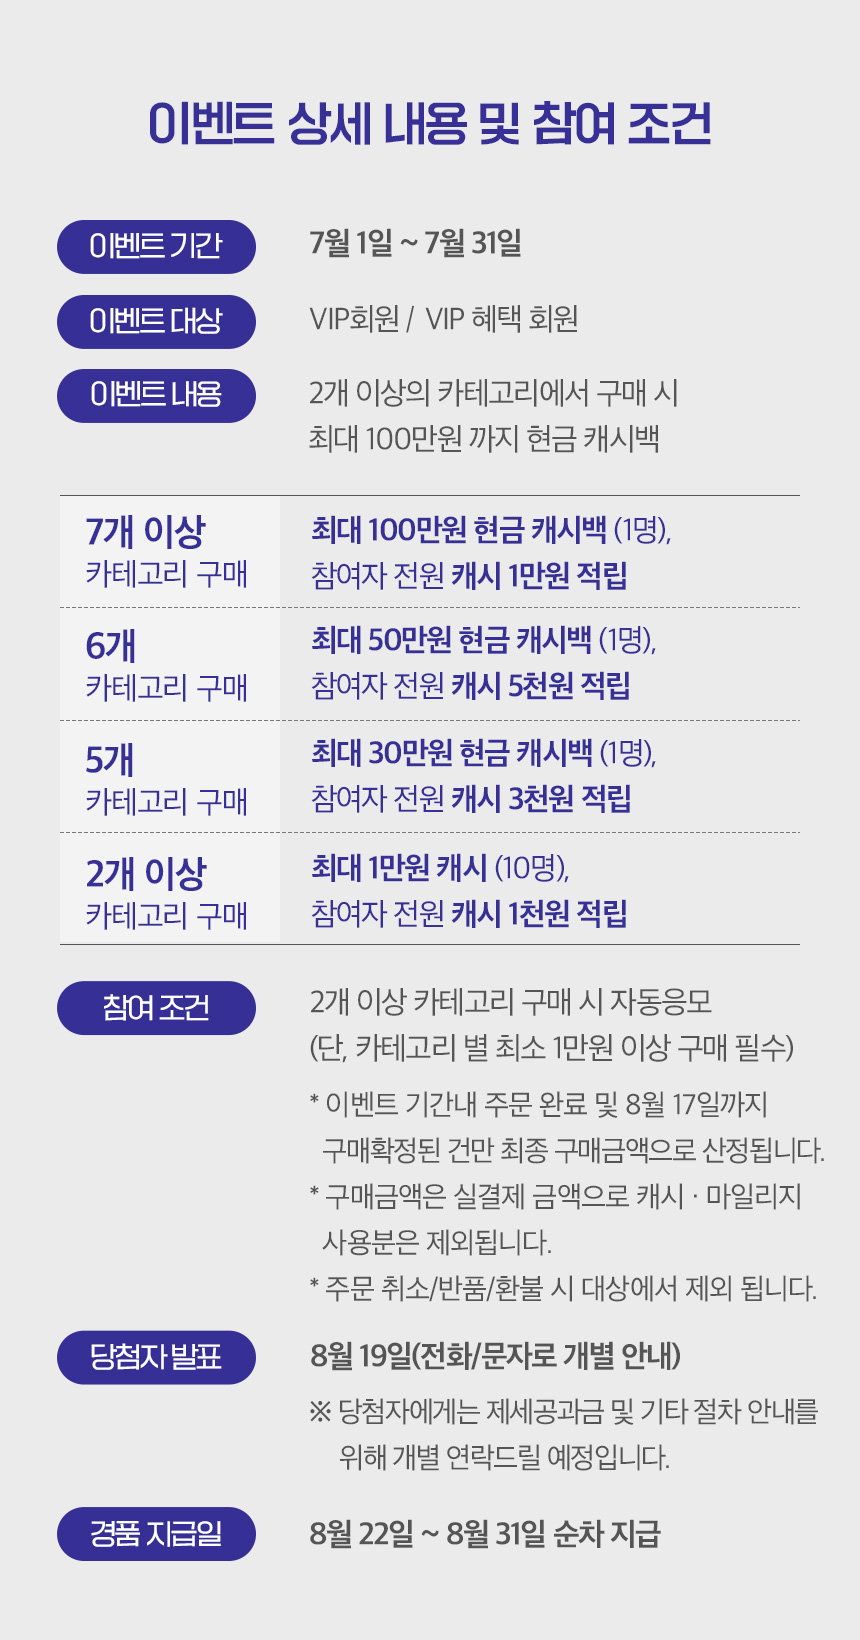 이벤트 상세 내용 및 참여 조건
이벤트 기간
7월 1일 ~ 7월 31일
이벤트 대상
VIP회원 / VIP 혜택 회원
이벤트 내용
2개 이상의 카테고리에서 구매 시
최대 100만원 까지 현금 캐시백
7개 이상
카테고리 구매
최대 100만원 현금 캐시백 (1명),
참여자 전원 캐시 1만원 적립
6개
카테고리 구매
최대 50만원 현금 캐시백 (1명),
참여자 전원 캐시 5천원 적립
5개
카테고리 구매
최대 30만원 현금 캐시백 (1명),
참여자 전원 캐시 3천원 적립
2개 이상
카테고리 구매
최대 1만원 캐시 (10명),
참여자 전원 캐시 1천원 적립
참여 조건
2개 이상 카테고리 구매 시 자동응모
(단, 카테고리 별 최소 1만원 이상 구매 필수)
* 이벤트 기간내 주문 완료 및 8월 17일까지
구매확정된 건만 최종 구매금액으로 산정됩니다.
* 구매금액은 실결제 금액으로 캐시 · 마일리지
사용분은 제외됩니다.
* 주문 취소/반품/환불 시 대상에서 제외 됩니다.
당첨자 발표
8월 19일(전화/문자로 개별 안내)
※ 당첨자에게는 제세공과금 및 기타 절차 안내를
위해 개별 연락드릴 예정입니다.
경품 지급일
8월 22일 ~ 8월 31일 순차 지급